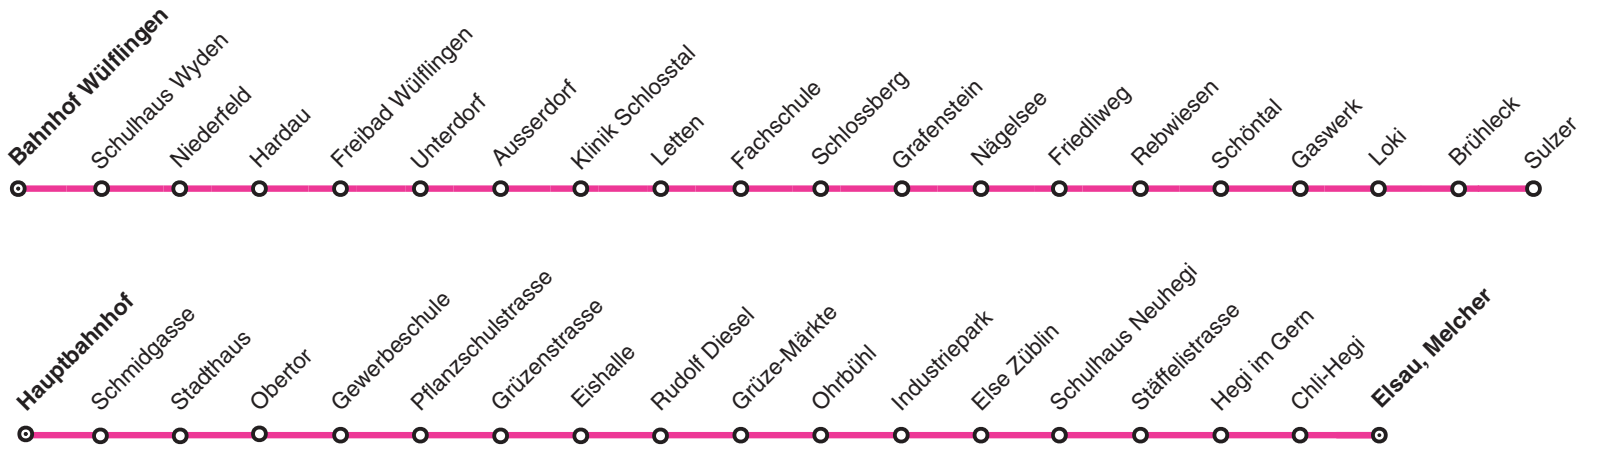 Bahnhof Wülflingen
Schulhaus Wyden
Niederfeld
Hardau
Freibad Wülflingen
Unterdorf
Ausserdorf
Klinik Schlosstal
Letten
Fachschule
Schlossberg
Grafenstein
Nägelsee
Friedliweg
Rebwiesen
Schöntal
Gaswerk
Loki
Brühleck
Sulzer
Hauptbahnhof
Schmidgasse
Stadthaus
Obertor
Gewerbeschule
Pflanzschulstrasse
Grüzenstrasse
Eishalle
Rudolf Diesel
Grüze-Märkte
Ohrbühl
Industriepark
Else Züblin
Schulhaus Neuhegi
Stäffelistrasse
Hegi im Gern
Chli-Hegi
Elsau, Melcher